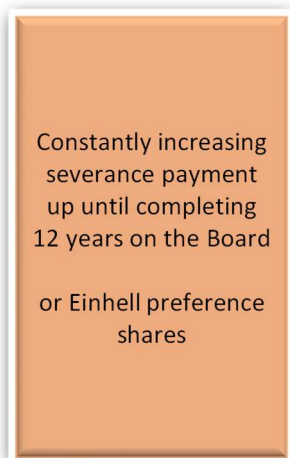 Constantly increasing
severance payment
up until completing
12 years on the Board
or Einhell preference
shares